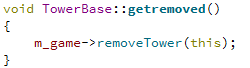 void TowerBase::getremoved()
{
    m_game->removeTower(this);
}